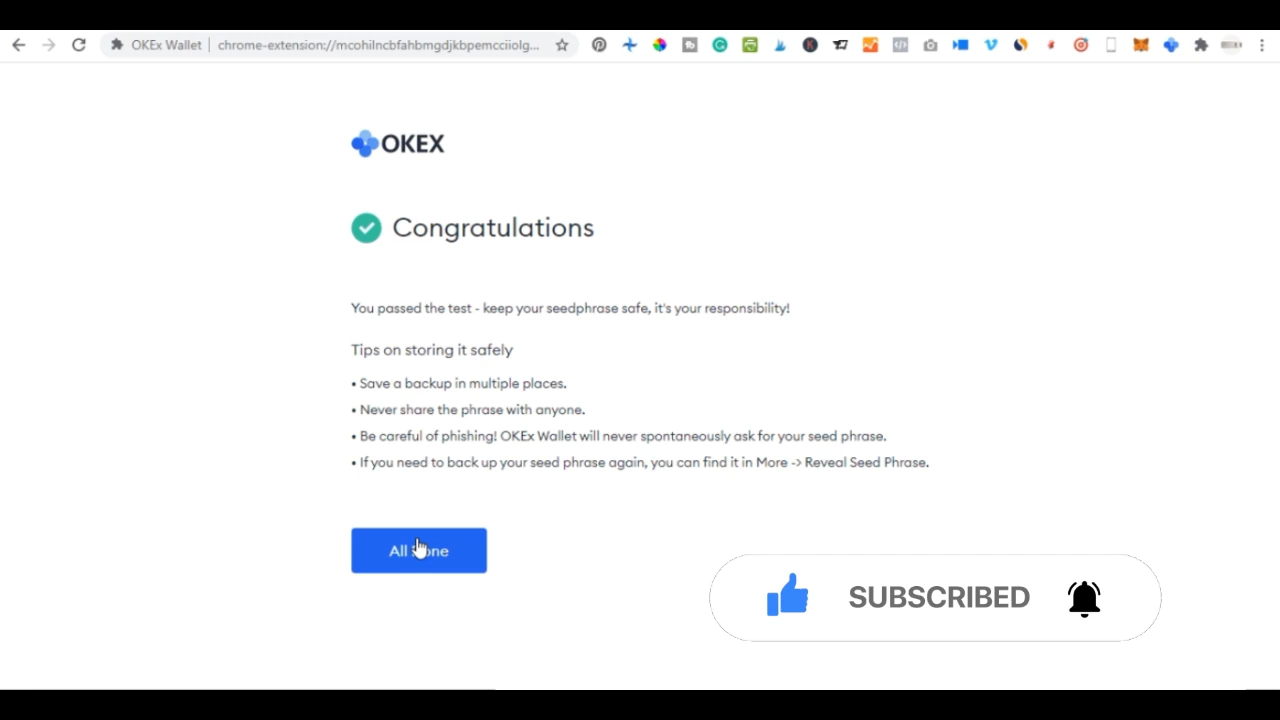 OKEx Wallet chrome-extension://mcohilncbfahbmgdjkbpemcciiolg...
OKEX
Congratulations
You passed the test - keep your seedphrase safe, it's your responsibility!
Tips on storing it safely
• Save a backup in multiple places.
• Never share the phrase with anyone.
• Be careful of phishing! OKEx Wallet will never spontaneously ask for your seed phrase.
• If you need to back up your seed phrase again, you can find it in More -> Reveal Seed Phrase.
All Done
SUBSCRIBED